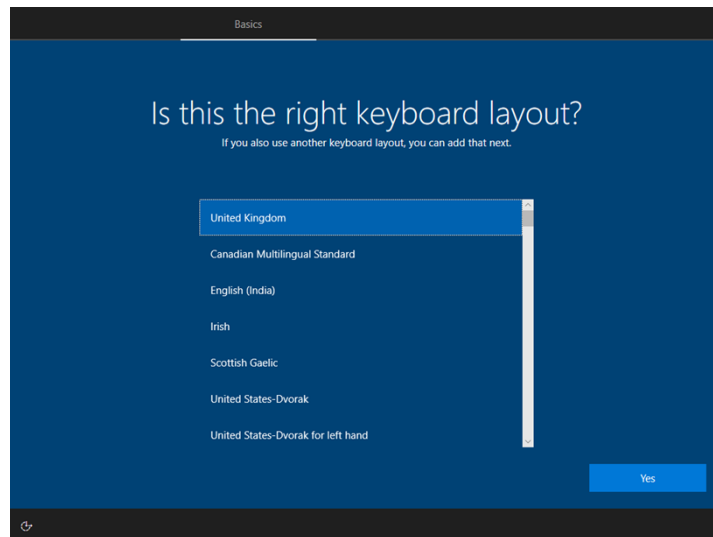 Basics
Is this the right keyboard layout?
If you also use another keyboard layout, you can add that next.
United Kingdom
Canadian Multilingual Standard
English (India)
Irish
Scottish Gaelic
United States-Dvorak
United States-Dvorak for left hand
Yes